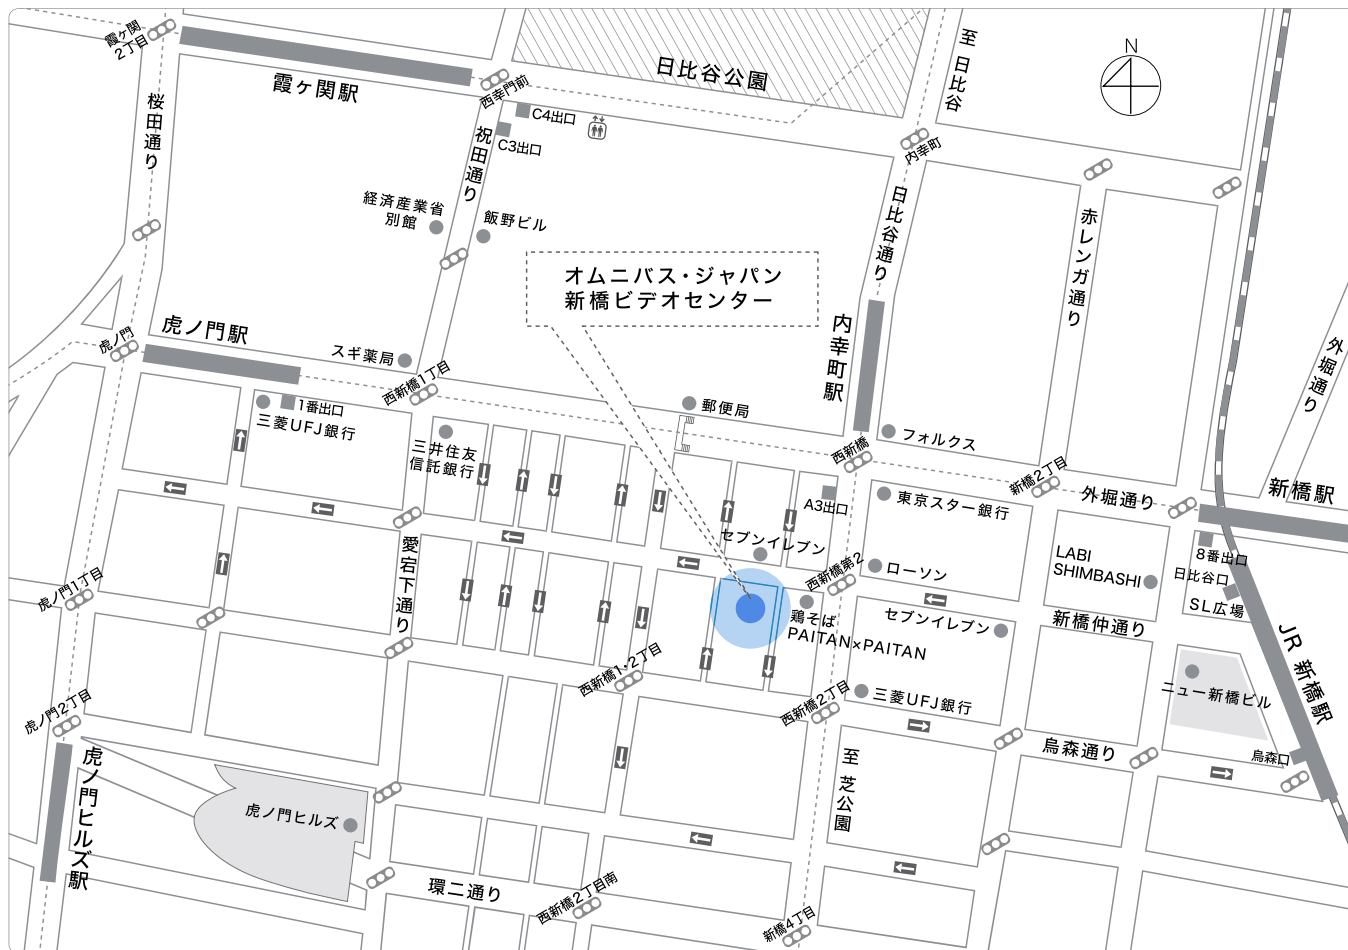 霞ヶ関
2丁目
霞ヶ関駅
西幸門前
日比谷公園
至 日比谷
N
桜田通り
祝田通り
C4出口
C3出口
内幸町
経済産業省
別館
飯野ビル
日比谷通り
赤レンガ通り
オムニバス・ジャパン
新橋ビデオセンター
虎ノ門
虎ノ門駅
スギ薬局
西新橋1丁目
内幸町駅
外堀通り
1番出口
三菱UFJ銀行
三井住友
信託銀行
郵便局
西新橋
フォルクス
新橋2丁目
外堀通り
新橋駅
A3出口
東京スター銀行
セブンイレブン
西新橋第2
ローソン
LABI
SHIMBASHI
8番出口
日比谷口
SL広場
愛宕下通り
虎ノ門1丁目
鶏そば
PAITAN×PAITAN
セブンイレブン
新橋仲通り
JR 新橋駅
西新橋1・2丁目
西新橋2丁目
三菱UFJ銀行
ニュー新橋ビル
虎ノ門2丁目
虎ノ門ヒルズ駅
至 芝公園
烏森通り
烏森口
虎ノ門ヒルズ
環二通り
西新橋2丁目南
新橋4丁目